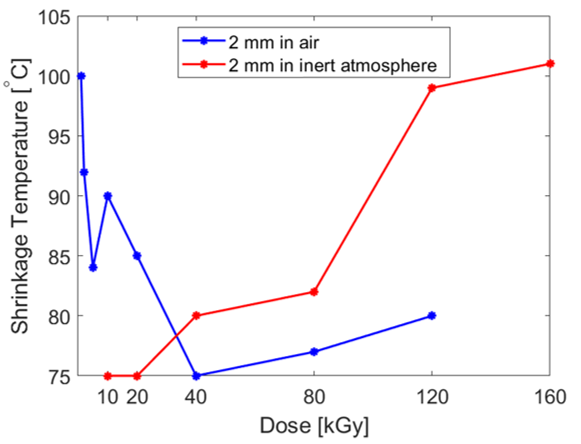 105
100
95
90
85
80
75
Shrinkage Temperature [°C]
2 mm in air
2 mm in inert atmosphere
10 20 40 80 120 160
Dose [kGy]